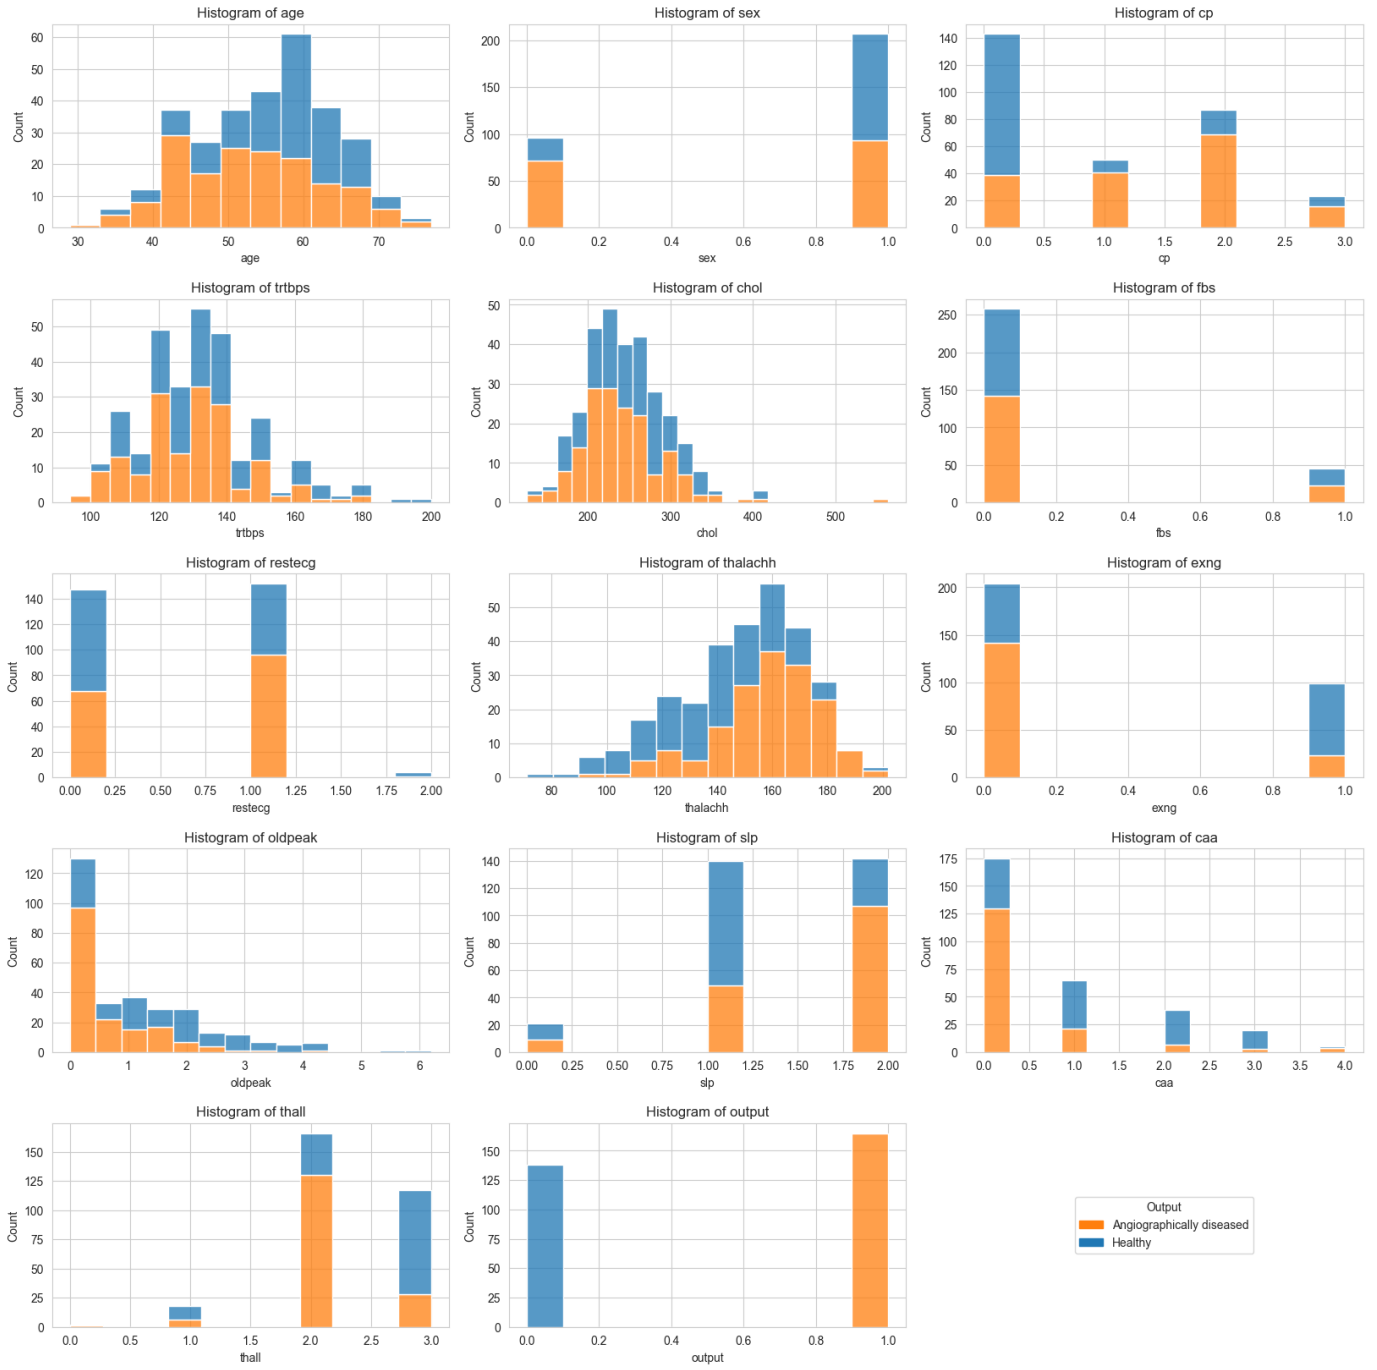 Histogram of age
Count
60
50
40
30
20
10
0
30 40 50 60 70
age
Histogram of sex
Count
200
150
100
50
0
0.0 0.2 0.4 0.6 0.8 1.0
sex
Histogram of cp
Count
140
120
100
80
60
40
20
0
0.0 0.5 1.0 1.5 2.0 2.5 3.0
cp
Histogram of trtbps
Count
50
40
30
20
10
0
100 120 140 160 180 200
trtbps
Histogram of chol
Count
50
40
30
20
10
0
200 300 400 500
chol
Histogram of fbs
Count
250
200
150
100
50
0
0.0 0.2 0.4 0.6 0.8 1.0
fbs
Histogram of restecg
Count
140
120
100
80
60
40
20
0
0.00 0.25 0.50 0.75 1.00 1.25 1.50 1.75 2.00
restecg
Histogram of thalachh
Count
50
40
30
20
10
0
80 100 120 140 160 180 200
thalachh
Histogram of exng
Count
200
150
100
50
0
0.0 0.2 0.4 0.6 0.8 1.0
exng
Histogram of oldpeak
Count
120
100
80
60
40
20
0
0 1 2 3 4 5 6
oldpeak
Histogram of slp
Count
140
120
100
80
60
40
20
0
0.00 0.25 0.50 0.75 1.00 1.25 1.50 1.75 2.00
slp
Histogram of caa
Count
175
150
125
100
75
50
25
0
0.0 0.5 1.0 1.5 2.0 2.5 3.0 3.5 4.0
caa
Histogram of thall
Count
150
125
100
75
50
25
0
0.0 0.5 1.0 1.5 2.0 2.5 3.0
thall
Histogram of output
Count
150
125
100
75
50
25
0
0.0 0.2 0.4 0.6 0.8 1.0
output
Output
Angiographically diseased
Healthy